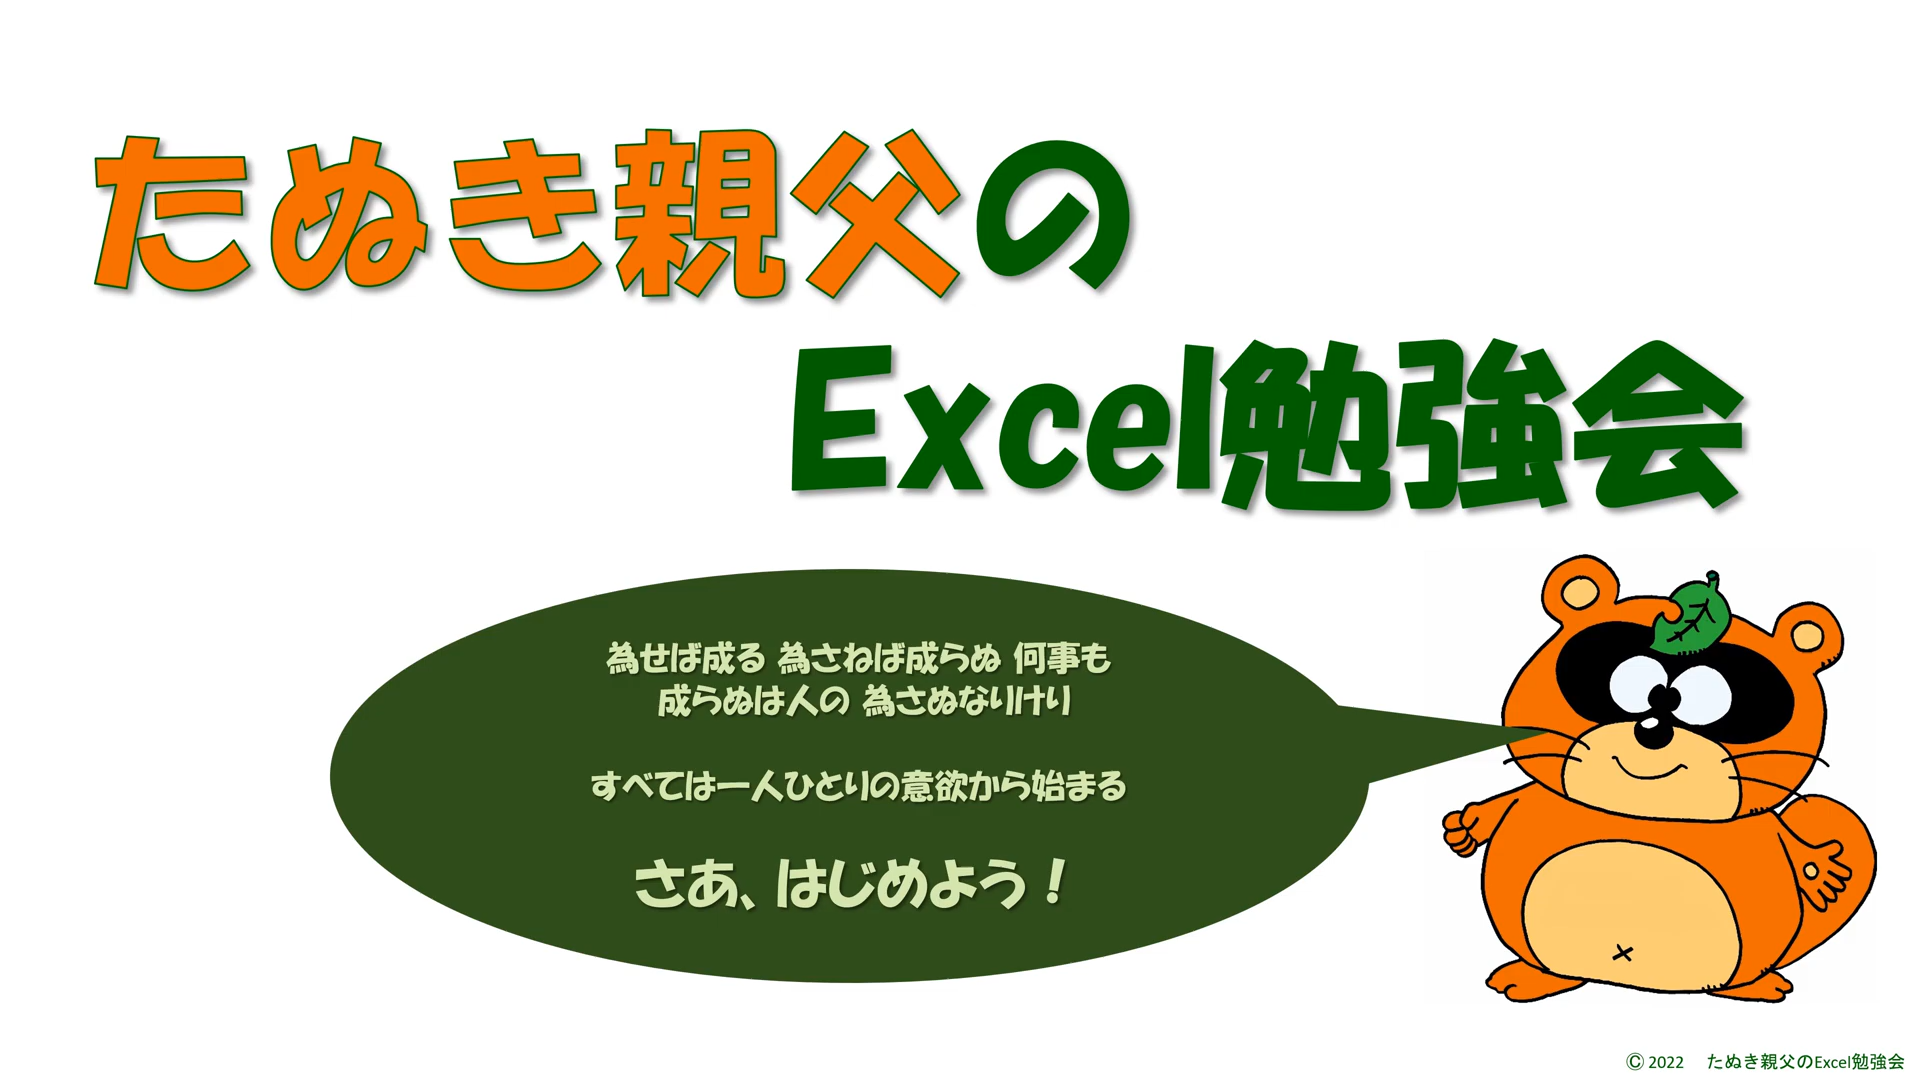 たぬき親父の
Excel勉強会
為せば成る 為さねば成らぬ 何事も
成らぬは人の 為さぬなりけり
すべては一人ひとりの意欲から始まる
さあ、はじめよう！
Ⓒ 2022　たぬき親父のExcel勉強会